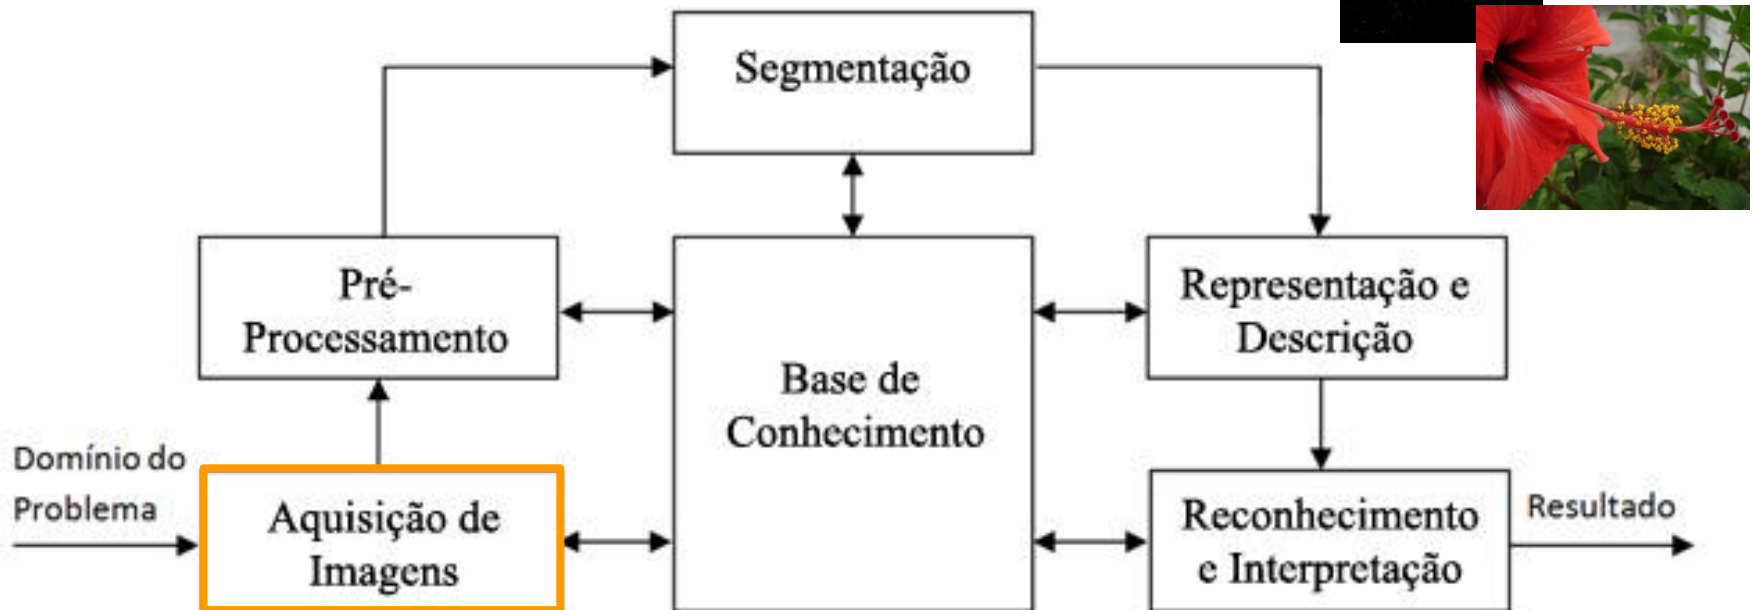 Segmentação
Pré-
Processamento
Representação e
Descrição
Base de
Conhecimento
Domínio do
Problema
Aquisição de
Imagens
Reconhecimento
e Interpretação
Resultado